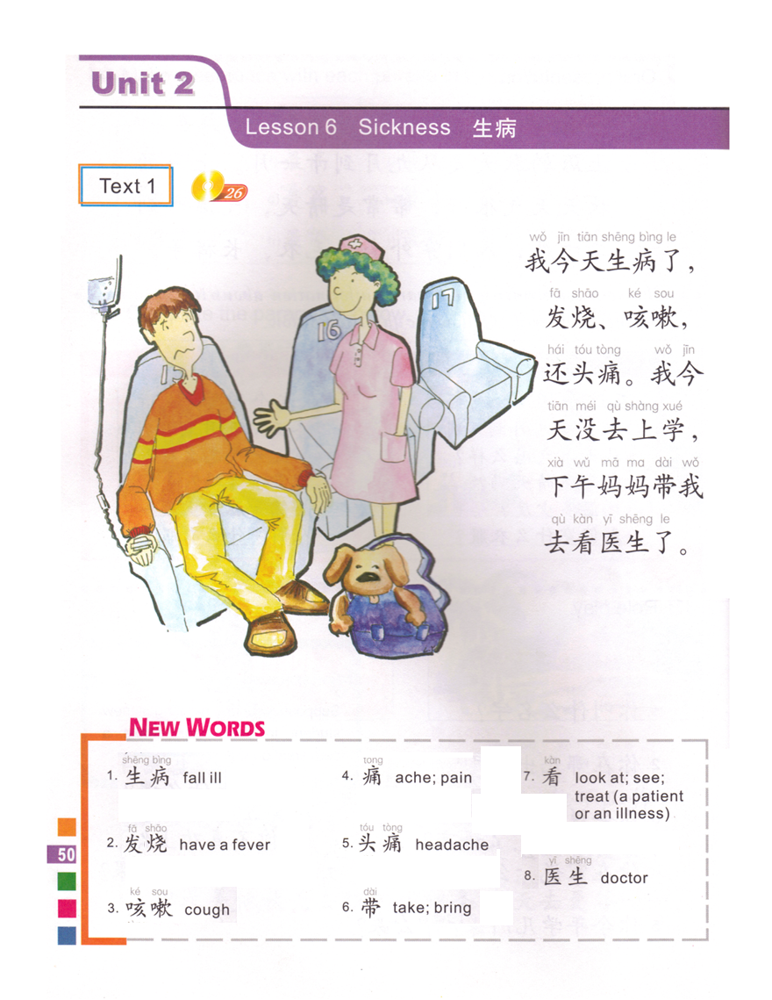 Unit 2
Lesson 6 Sickness 生病
Text 1
26
wǒ jīn tiān shēng bìng le
我今天生病了，
fā shāo ké sou
发烧、咳嗽，
hái tóu tòng wǒ jīn
还头痛。我今
tiān méi qù shàng xué
天没去上学，
xià wǔ mā ma dài wǒ
下午妈妈带我
qù kàn yī shēng le
去看医生了。
15
16
17
NEW WORDS
shēng bìng
1. 生病 fall ill
fā shāo
2. 发烧 have a fever
ké sou
3. 咳嗽 cough
tong
4. 痛 ache; pain
tóu tòng
5. 头痛 headache
dài
6. 带 take; bring
kàn
7. 看 look at; see;
treat (a patient
or an illness)
yī shēng
8. 医生 doctor
50